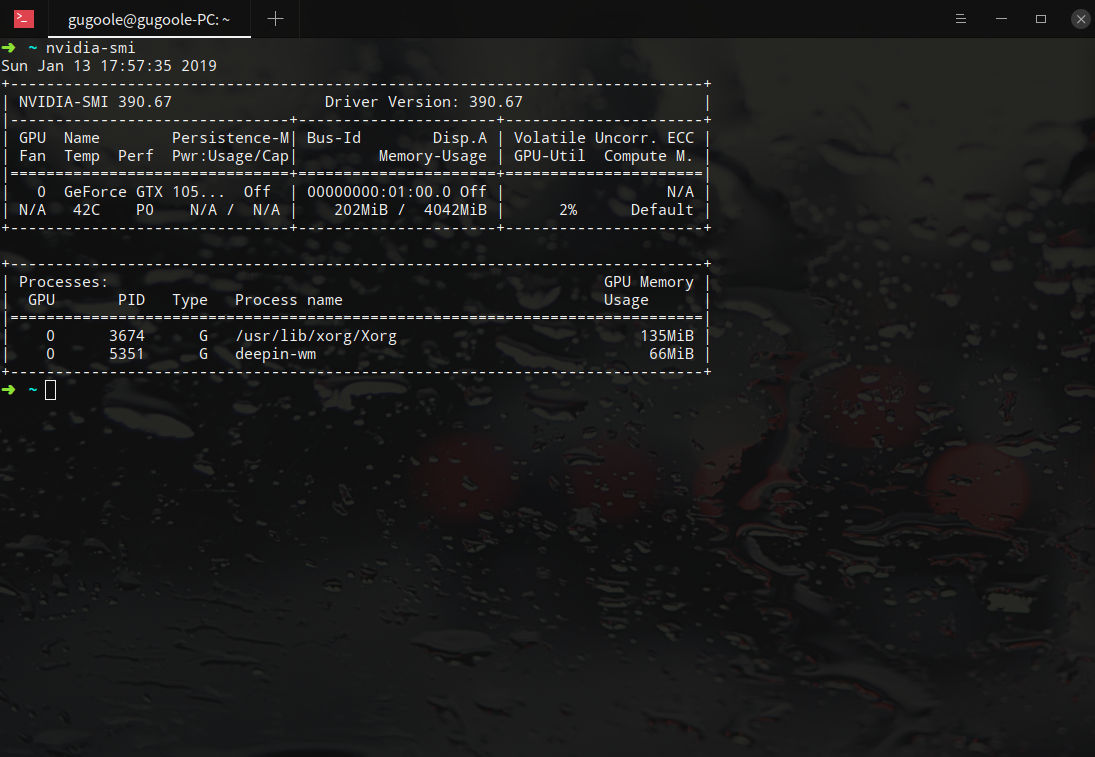 gugoole@gugoole-PC: ~
➜  ~ nvidia-smi
Sun Jan 13 17:57:35 2019
+-----------------------------------------------------------------------------+
| NVIDIA-SMI 390.67                 Driver Version: 390.67                    |
|-------------------------------+----------------------+----------------------+
| GPU  Name        Persistence-M| Bus-Id        Disp.A | Volatile Uncorr. ECC |
| Fan  Temp  Perf  Pwr:Usage/Cap|         Memory-Usage | GPU-Util  Compute M. |
|===============================+======================+======================|
|   0  GeForce GTX 105...  Off  | 00000000:01:00.0 Off |                  N/A |
| N/A   42C    P0    N/A /  N/A |    202MiB /  4042MiB |      2%      Default |
+-------------------------------+----------------------+----------------------+
+-----------------------------------------------------------------------------+
| Processes:                                                       GPU Memory |
|  GPU       PID   Type   Process name                             Usage      |
|=============================================================================|
|    0      3674      G   /usr/lib/xorg/Xorg                           135MiB |
|    0      5351      G   deepin-wm                                     66MiB |
+-----------------------------------------------------------------------------+
➜  ~